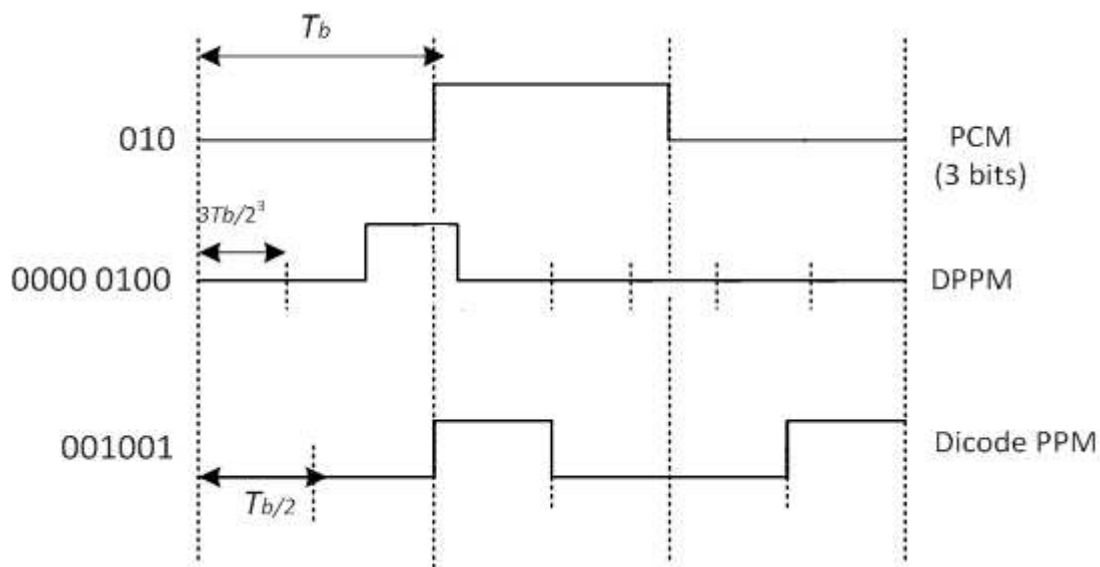 Tb
010
PCM
(3 bits)
3Tb/2³
0000 0100
DPPM
001001
Dicode PPM
Tb/2